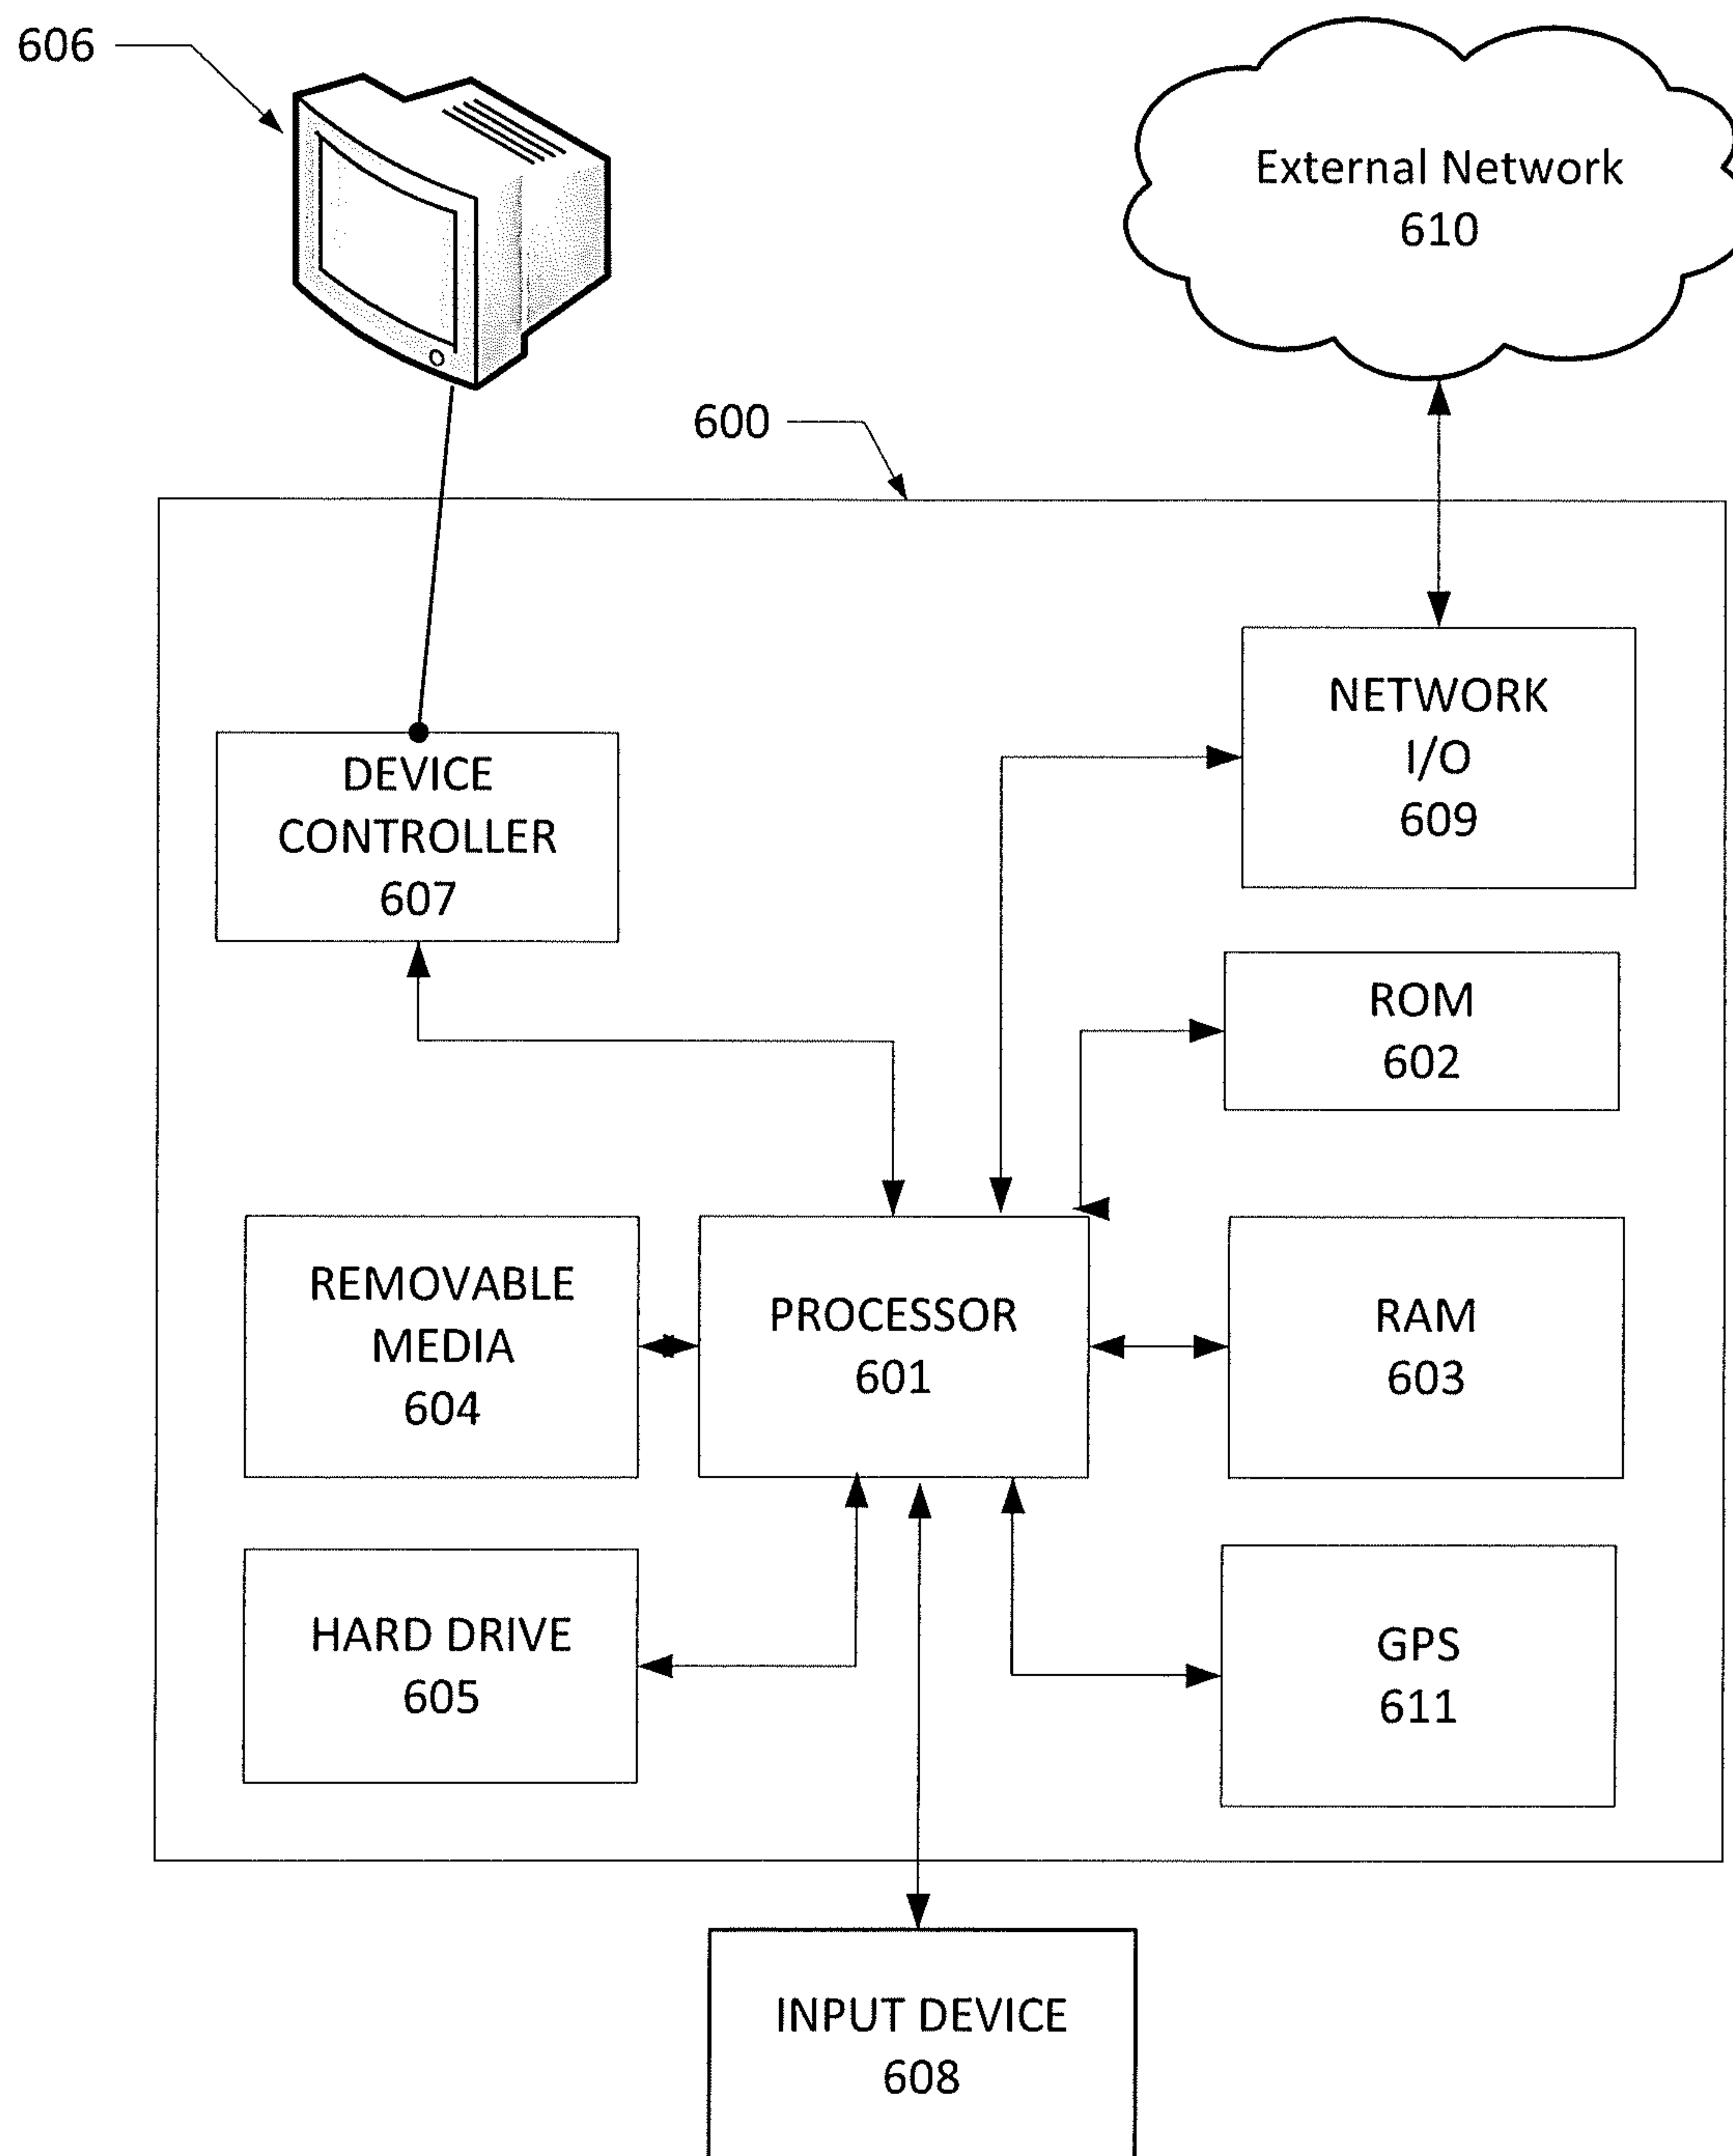 606
External Network
610
600
NETWORK
I/O
609
DEVICE
CONTROLLER
607
ROM
602
REMOVABLE
MEDIA
604
PROCESSOR
601
RAM
603
HARD DRIVE
605
GPS
611
INPUT DEVICE
608